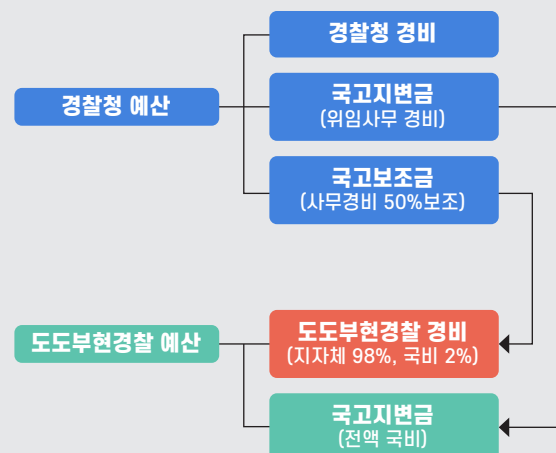 경찰청 경비
경찰청 예산
국고지변금
(위임사무 경비)
국고보조금
(사무경비 50%보조)
도도부현경찰 예산
도도부현경찰 경비
(지자체 98%, 국비 2%)
국고지변금
(전액 국비)